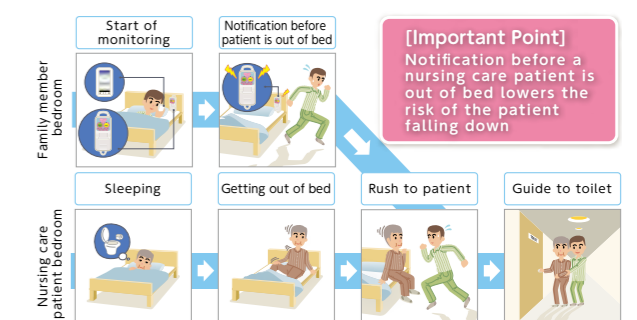 Start of
monitoring
Notification before
patient is out of bed
[Important Point]
Notification before a
nursing care patient is
out of bed lowers the
risk of the patient
falling down
Family member
bedroom
Sleeping
Getting out of bed
Rush to patient
Guide to toilet
Nursing care
patient bedroom